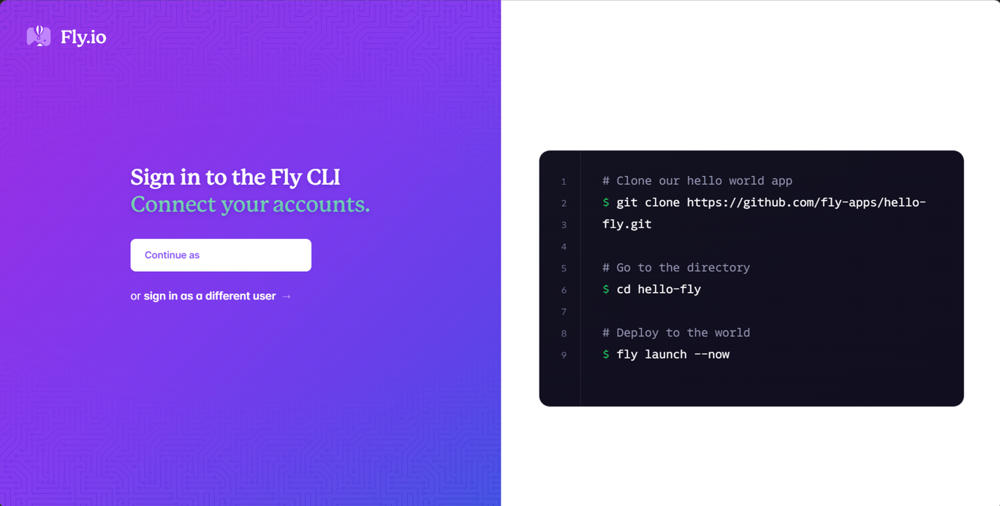 Fly.io
Sign in to the Fly CLI
Connect your accounts.
Continue as
or sign in as a different user →
1 # Clone our hello world app
2 $ git clone https://github.com/fly-apps/hello-
3 fly.git
4
5 # Go to the directory
6 $ cd hello-fly
7
8 # Deploy to the world
9 $ fly launch --now